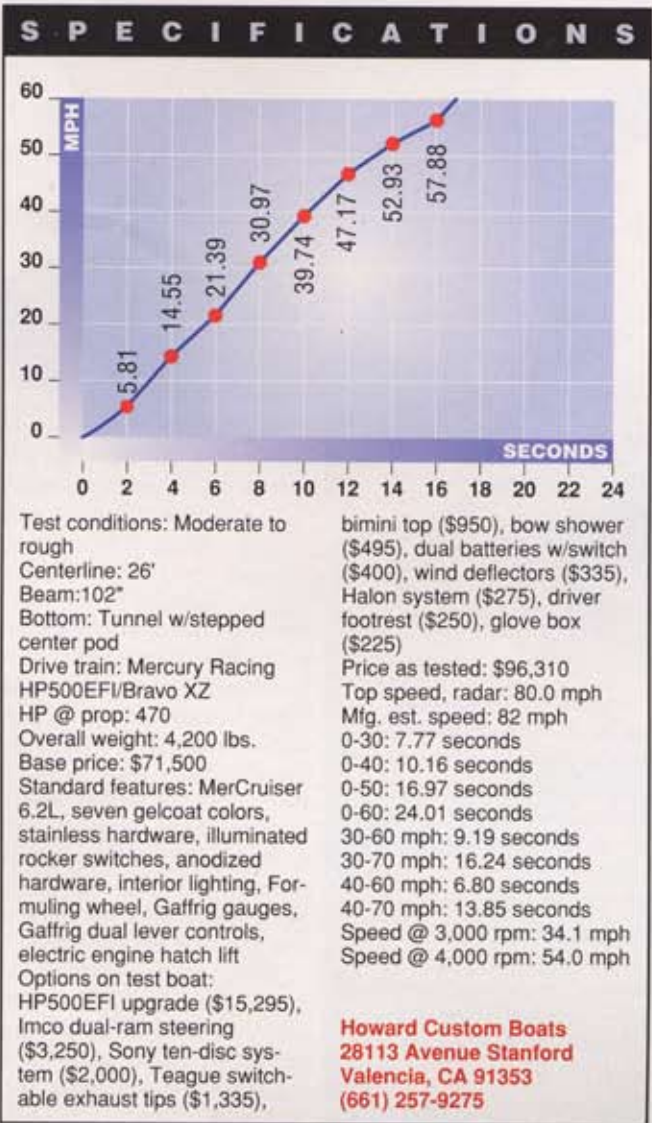 SPECIFICATIONS
60
MPH
50
40
30
20
10
0
5.81
14.55
21.39
30.97
39.74
47.17
52.93
57.88
SECONDS
0 2 4 6 8 10 12 14 16 18 20 22 24
Test conditions: Moderate to
rough
Centerline: 26'
Beam:102"
Bottom: Tunnel w/stepped
center pod
Drive train: Mercury Racing
HP500EFI/Bravo XZ
HP @ prop: 470
Overall weight: 4,200 lbs.
Base price: $71,500
Standard features: MerCruiser
6.2L, seven gelcoat colors,
stainless hardware, illuminated
rocker switches, anodized
hardware, interior lighting, For-
muling wheel, Gaffrig gauges,
Gaffrig dual lever controls,
electric engine hatch lift
Options on test boat:
HP500EFI upgrade ($15,295),
Imco dual-ram steering
($3,250), Sony ten-disc sys-
tem ($2,000), Teague switch-
able exhaust tips ($1,335),
bimini top ($950), bow shower
($495), dual batteries w/switch
($400), wind deflectors ($335),
Halon system ($275), driver
footrest ($250), glove box
($225)
Price as tested: $96,310
Top speed, radar: 80.0 mph
Mfg. est. speed: 82 mph
0-30: 7.77 seconds
0-40: 10.16 seconds
0-50: 16.97 seconds
0-60: 24.01 seconds
30-60 mph: 9.19 seconds
30-70 mph: 16.24 seconds
40-60 mph: 6.80 seconds
40-70 mph: 13.85 seconds
Speed @ 3,000 rpm: 34.1 mph
Speed @ 4,000 rpm: 54.0 mph
Howard Custom Boats
28113 Avenue Stanford
Valencia, CA 91353
(661) 257-9275